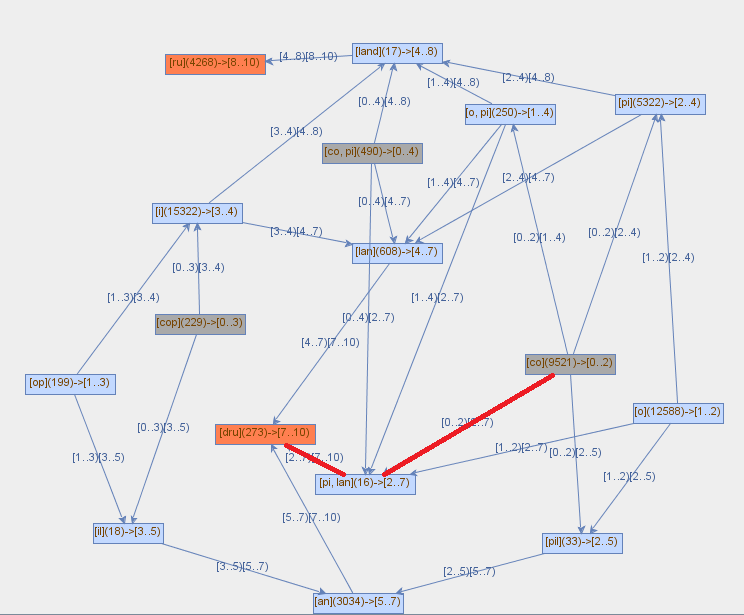 [land](17)->[4..8]
[ru](4268)->[8..10]
[4..8)[8..10)
[1..4)[4..8)
[2..4)[4..8)
[0..4)[4..8)
[o, pi](250)->[1..4)
[pi](5322)->[2..4)
[3..4)[4..8)
[co, pi](490)->[0..4)
[1..4)[4..7)
[2..4)[4..7)
[0..4)[4..7)
[i](15322)->[3..4)
[3..4)[4..7)
[0..2)[1..4)
[0..2)[2..4)
[lan](608)->[4..7)
[1..2)[2..4)
[0..3)[3..4)
[1..3)[3..4)
[1..4)[2..7)
[0..4)[2..7)
[cop](229)->[0..3)
[4..7)[7..10)
[co](9521)->[0..2)
[op](199)->[1..3)
[o](12588)->[1..2)
[0..3)[3..5)
[dru](273)->[7..10)
[1..2)[2..7)
[0..2)[2..5)
[1..3)[3..5)
[1..2)[2..5)
[pi, lan](16)->[2..7)
[5..7)[7..10)
[il](18)->[3..5)
[pil](33)->[2..5)
[3..5)[5..7)
[2..5)[5..7)
[an](3034)->[5..7)